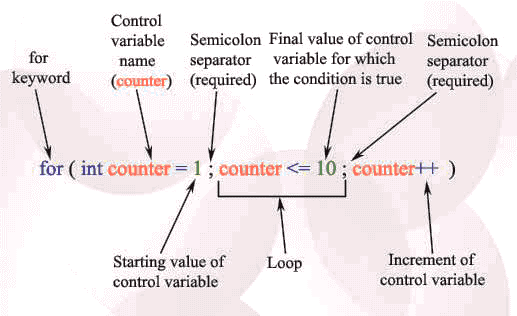 for
keyword
Control
variable
name
(counter)
Semicolon
separator
(required)
Final value of control
variable for which
the condition is true
Semicolon
separator
(required)
for ( int counter = 1 ; counter <= 10 ; counter++ )
Starting value of
control variable
Loop
Increment of
control variable